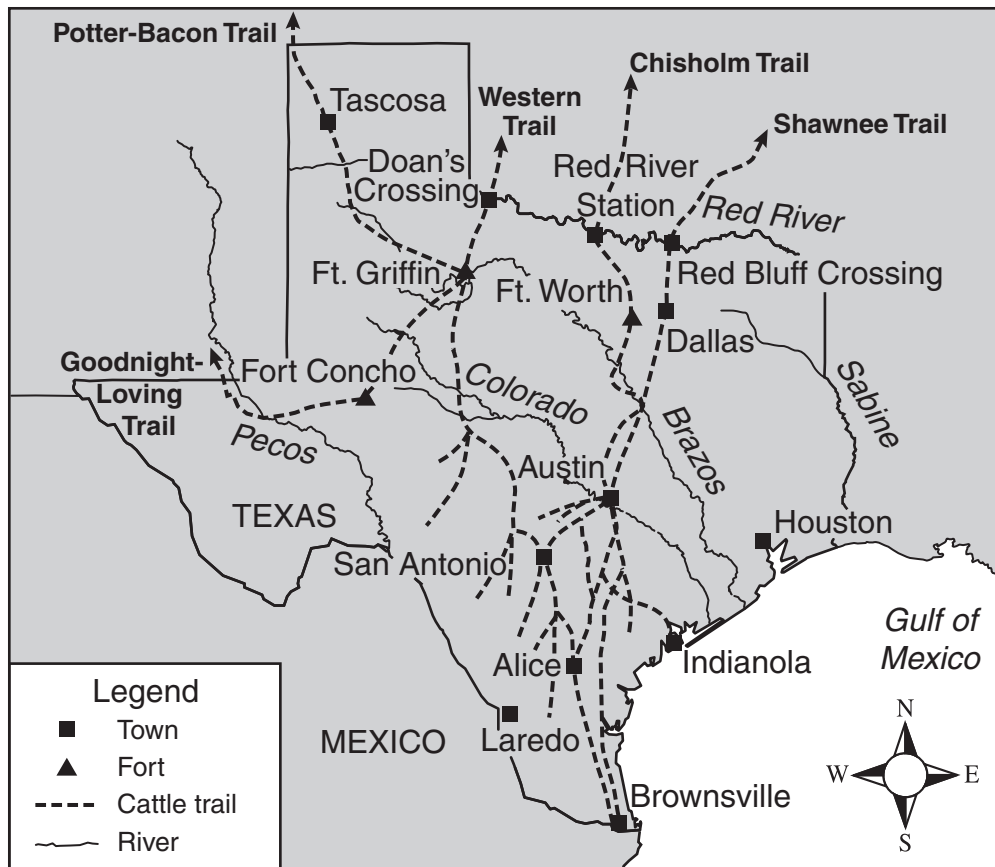 Potter-Bacon Trail
Chisholm Trail
Western
Trail
Shawnee Trail
Tascosa
Doan's
Crossing
Red River
Station
Red River
Ft. Griffin
Ft. Worth
Red Bluff Crossing
Dallas
Goodnight-
Loving
Trail
Fort Concho
Colorado
Sabine
Pecos
Brazos
Austin
TEXAS
Houston
San Antonio
Gulf of
Mexico
Alice
Indianola
Laredo
MEXICO
Brownsville
Legend
Town
Fort
Cattle trail
River
N
W
E
S